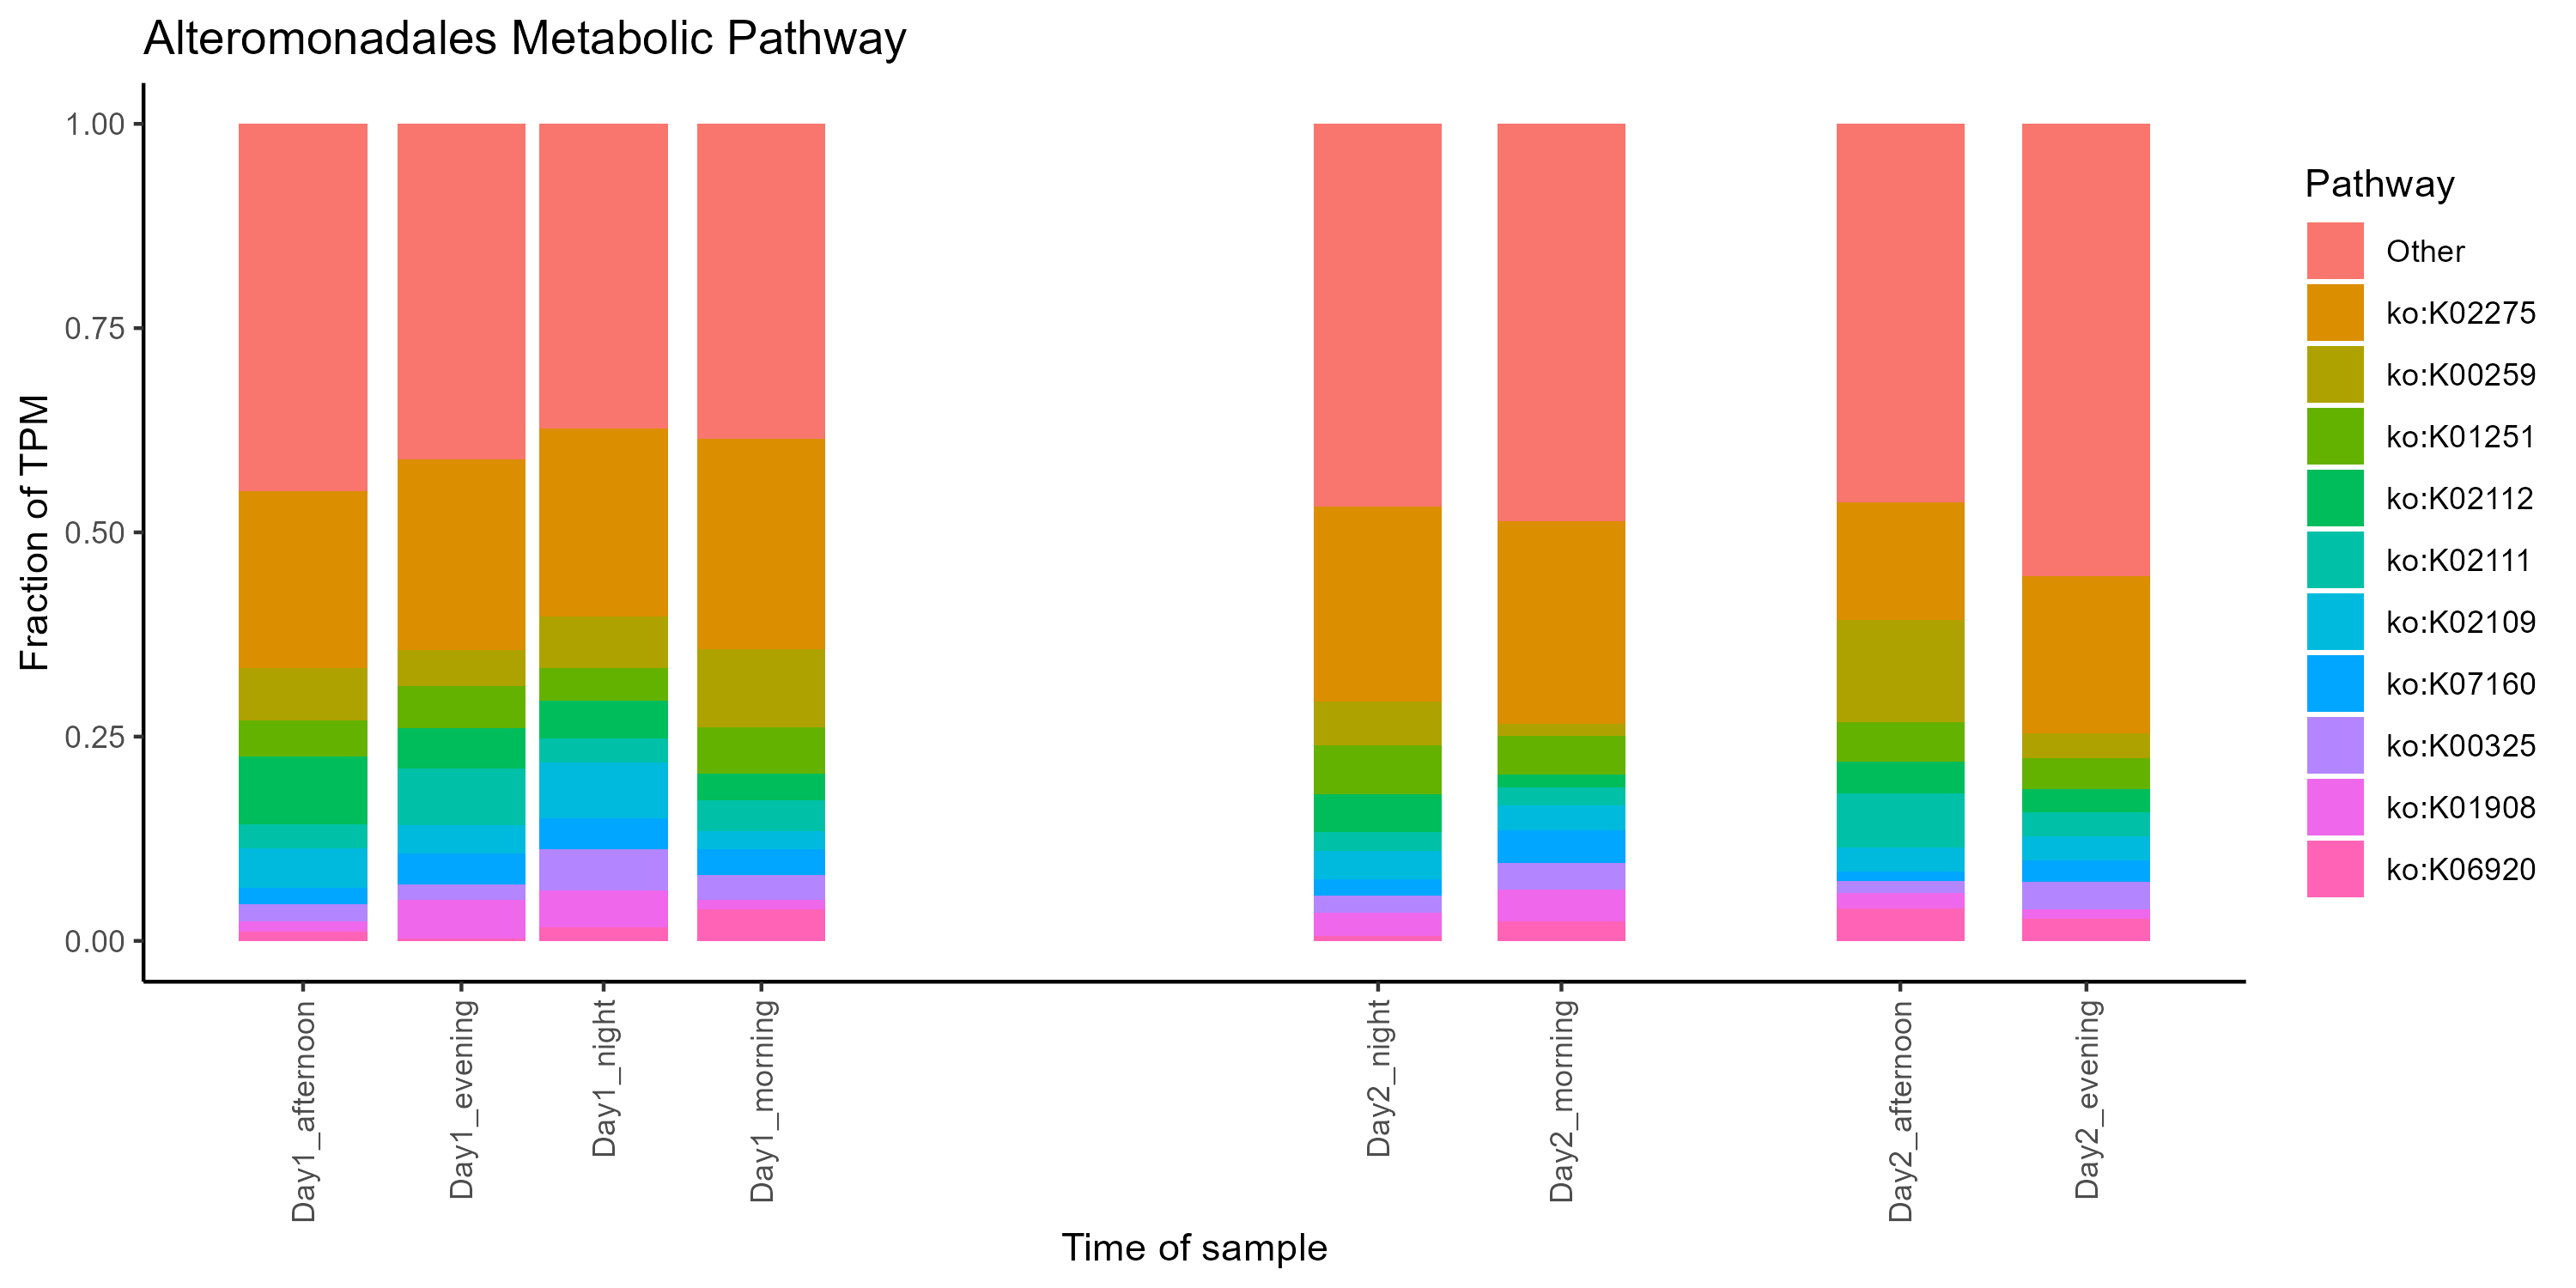 Alteromonadales Metabolic Pathway
1.00
0.75
0.50
0.25
0.00
Fraction of TPM
Day1_afternoon
Day1_evening
Day1_night
Day1_morning
Day2_night
Day2_morning
Day2_afternoon
Day2_evening
Time of sample
Pathway
Other
ko:K02275
ko:K00259
ko:K01251
ko:K02112
ko:K02111
ko:K02109
ko:K07160
ko:K00325
ko:K01908
ko:K06920